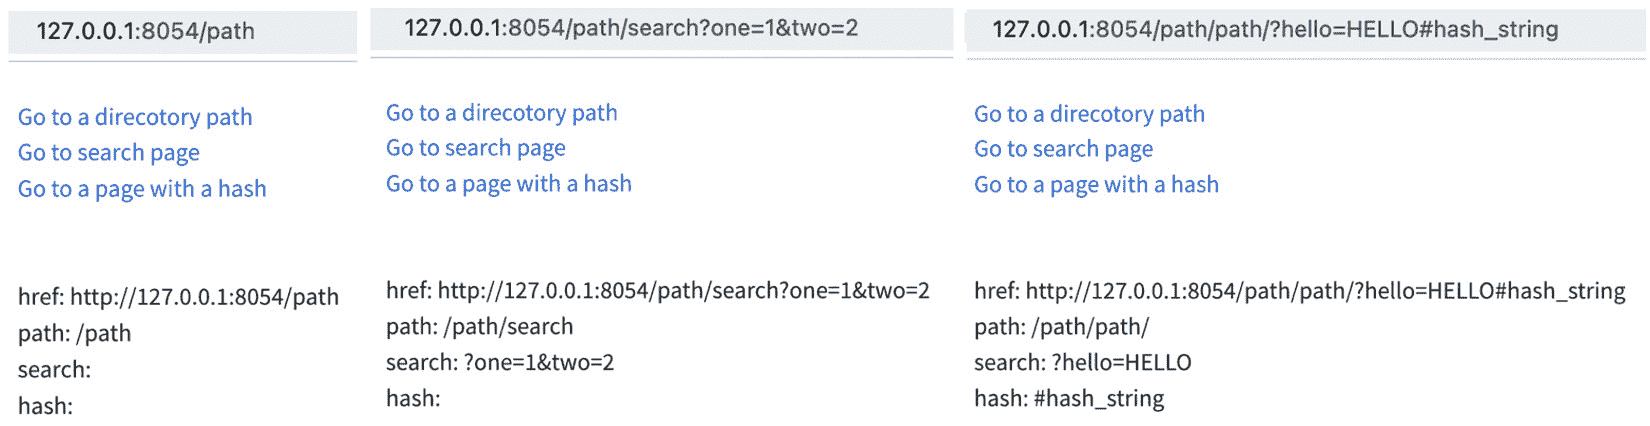 127.0.0.1:8054/path
Go to a direcotory path
Go to search page
Go to a page with a hash
href: http://127.0.0.1:8054/path
path: /path
search:
hash:
127.0.0.1:8054/path/search?one=1&two=2
Go to a direcotory path
Go to search page
Go to a page with a hash
href: http://127.0.0.1:8054/path/search?one=1&two=2
path: /path/search
search: ?one=1&two=2
hash:
127.0.0.1:8054/path/path/?hello=HELLO#hash_string
Go to a direcotory path
Go to search page
Go to a page with a hash
href: http://127.0.0.1:8054/path/path/?hello=HELLO#hash_string
path: /path/path/
search: ?hello=HELLO
hash: #hash_string